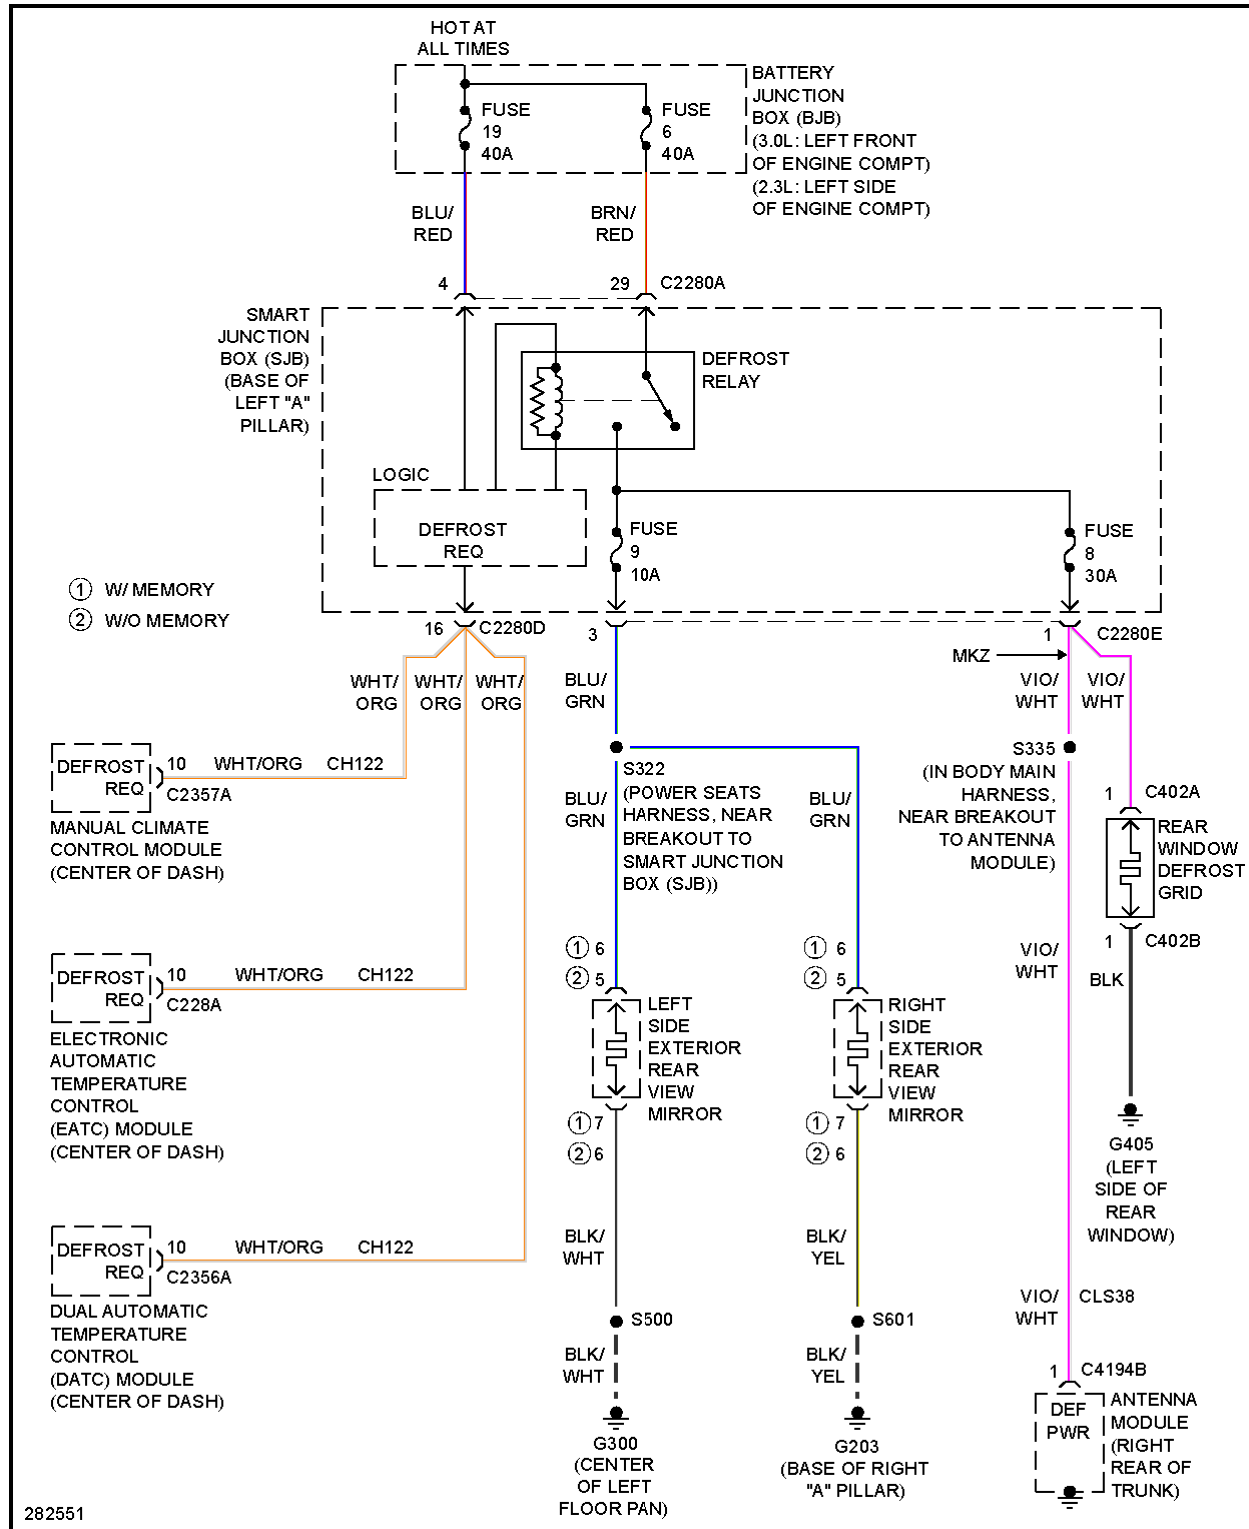 HOT AT
ALL TIMES
BATTERY
JUNCTION
BOX (BJB)
(3.0L: LEFT FRONT
OF ENGINE COMPT)
(2.3L: LEFT SIDE
OF ENGINE COMPT)
FUSE
19
40A
FUSE
6
40A
BLU/
RED
BRN/
RED
4
29
C2280A
SMART
JUNCTION
BOX (SJB)
(BASE OF
LEFT "A"
PILLAR)
DEFROST
RELAY
LOGIC
DEFROST
REQ
FUSE
9
10A
FUSE
8
30A
1 W/ MEMORY
2 W/O MEMORY
16
C2280D
3
1
C2280E
MKZ
WHT/
ORG
WHT/
ORG
WHT/
ORG
BLU/
GRN
VIO/
WHT
VIO/
WHT
DEFROST
REQ
10
WHT/ORG
CH122
C2357A
MANUAL CLIMATE
CONTROL MODULE
(CENTER OF DASH)
S322
(POWER SEATS
HARNESS, NEAR
BREAKOUT TO
SMART JUNCTION
BOX (SJB))
BLU/
GRN
BLU/
GRN
S335
(IN BODY MAIN
HARNESS,
NEAR BREAKOUT
TO ANTENNA
MODULE)
1
C402A
REAR
WINDOW
DEFROST
GRID
1
C402B
BLK
VIO/
WHT
DEFROST
REQ
10
WHT/ORG
CH122
C228A
ELECTRONIC
AUTOMATIC
TEMPERATURE
CONTROL
(EATC) MODULE
(CENTER OF DASH)
1 6
2 5
LEFT
SIDE
EXTERIOR
REAR
VIEW
MIRROR
1 7
2 6
1 6
2 5
RIGHT
SIDE
EXTERIOR
REAR
VIEW
MIRROR
1 7
2 6
G405
(LEFT
SIDE OF
REAR
WINDOW)
DEFROST
REQ
10
WHT/ORG
CH122
C2356A
DUAL AUTOMATIC
TEMPERATURE
CONTROL
(DATC) MODULE
(CENTER OF DASH)
BLK/
WHT
BLK/
YEL
VIO/
WHT
CLS38
S500
S601
BLK/
WHT
BLK/
YEL
G300
(CENTER
OF LEFT
FLOOR PAN)
G203
(BASE OF RIGHT
"A" PILLAR)
1
C4194B
DEF
PWR
ANTENNA
MODULE
(RIGHT
REAR OF
TRUNK)
282551